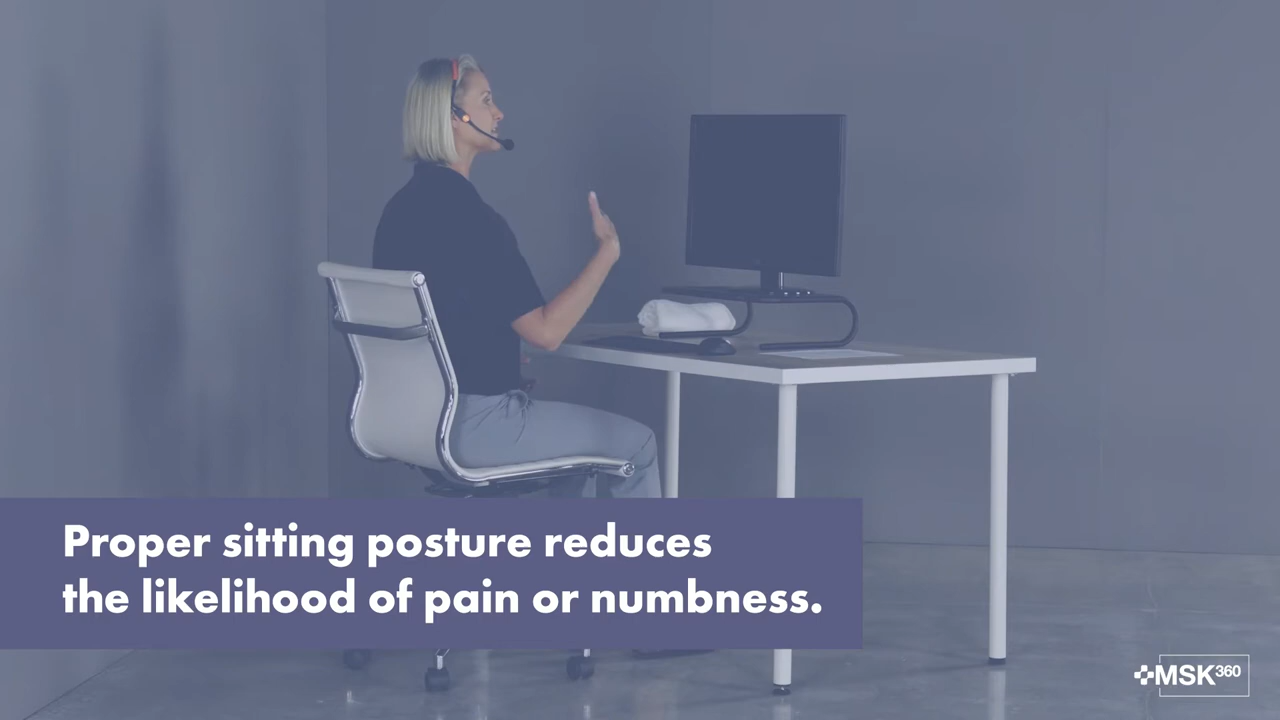 Proper sitting posture reduces
the likelihood of pain or numbness.
MSK360